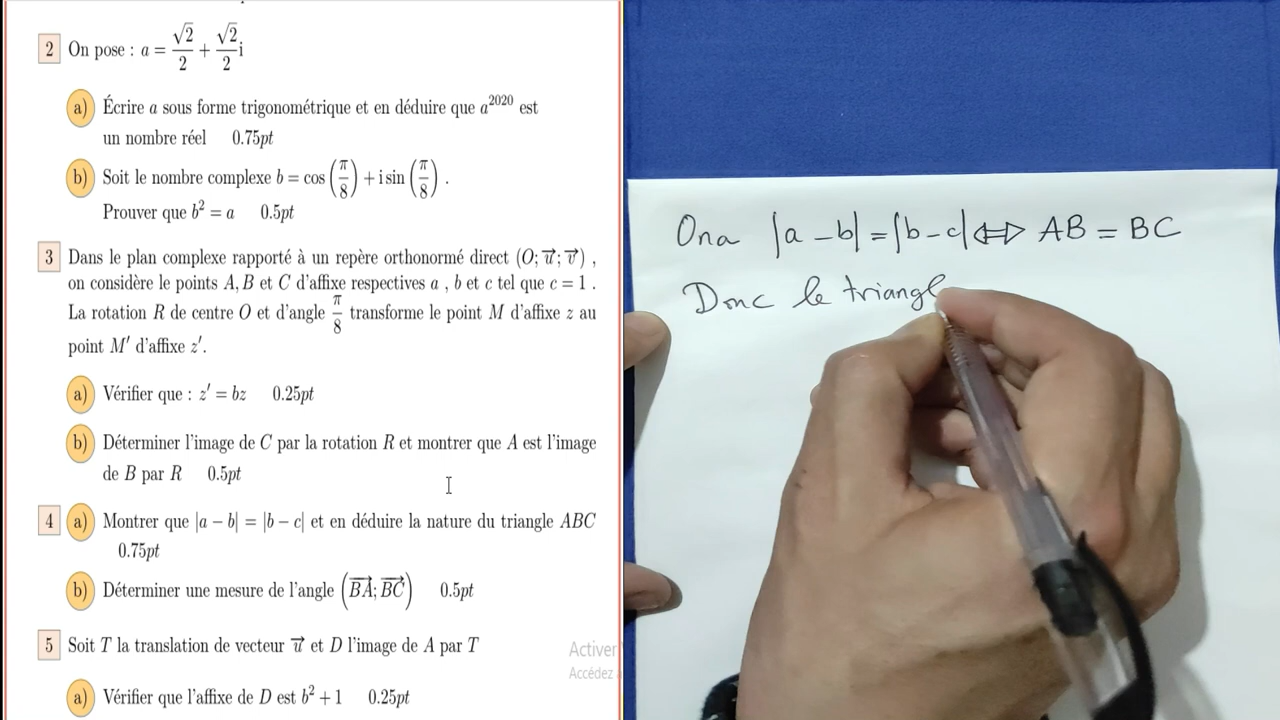 2 On pose : a = √2/2 + √2/2 i
a) Écrire a sous forme trigonométrique et en déduire que a²⁰²⁰ est
un nombre réel 0.75pt
b) Soit le nombre complexe b = cos(π/8) + i sin(π/8) .
Prouver que b² = a 0.5pt
3 Dans le plan complexe rapporté à un repère orthonormé direct (O; u⃗; v⃗) ,
on considère le points A, B et C d'affixe respectives a , b et c tel que c = 1 .
La rotation R de centre O et d'angle π/8 transforme le point M d'affixe z au
point M′ d'affixe z′.
a) Vérifier que : z′ = bz 0.25pt
b) Déterminer l'image de C par la rotation R et montrer que A est l'image
de B par R 0.5pt
4 a) Montrer que |a − b| = |b − c| et en déduire la nature du triangle ABC
0.75pt
b) Déterminer une mesure de l'angle (BA⃗; BC⃗) 0.5pt
5 Soit T la translation de vecteur u⃗ et D l'image de A par T
a) Vérifier que l'affixe de D est b² + 1 0.25pt
Activer
Accédez
Ona |a − b| = |b − c| ⟺ AB = BC
Donc le triangl